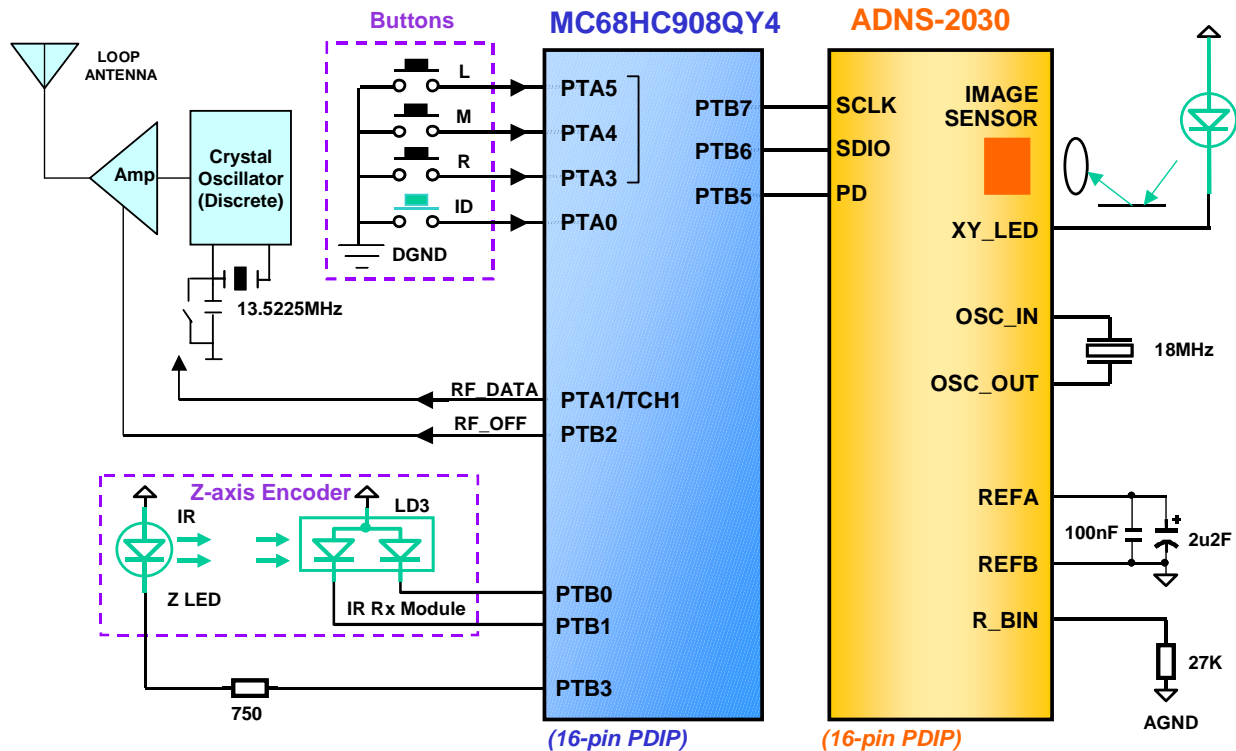 Buttons
MC68HC908QY4
ADNS-2030
LOOP
ANTENNA
L
M
R
ID
DGND
PTA5
PTA4
PTA3
PTA0
PTB7
PTB6
PTB5
SCLK
SDIO
PD
IMAGE
SENSOR
XY_LED
Amp
Crystal
Oscillator
(Discrete)
13.5225MHz
OSC_IN
OSC_OUT
18MHz
RF_DATA
RF_OFF
PTA1/TCH1
PTB2
Z-axis Encoder
IR
LD3
Z LED
IR Rx Module
PTB0
PTB1
PTB3
750
REFA
REFB
100nF
+
2u2F
R_BIN
27K
AGND
(16-pin PDIP)
(16-pin PDIP)